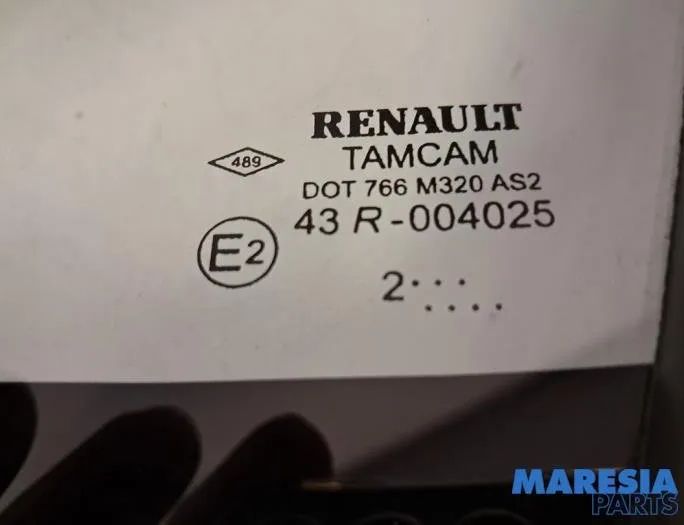 RENAULT
489
TAMCAM
DOT 766 M320 AS2
43 R-004025
E2
2
MARESIA
PARTS